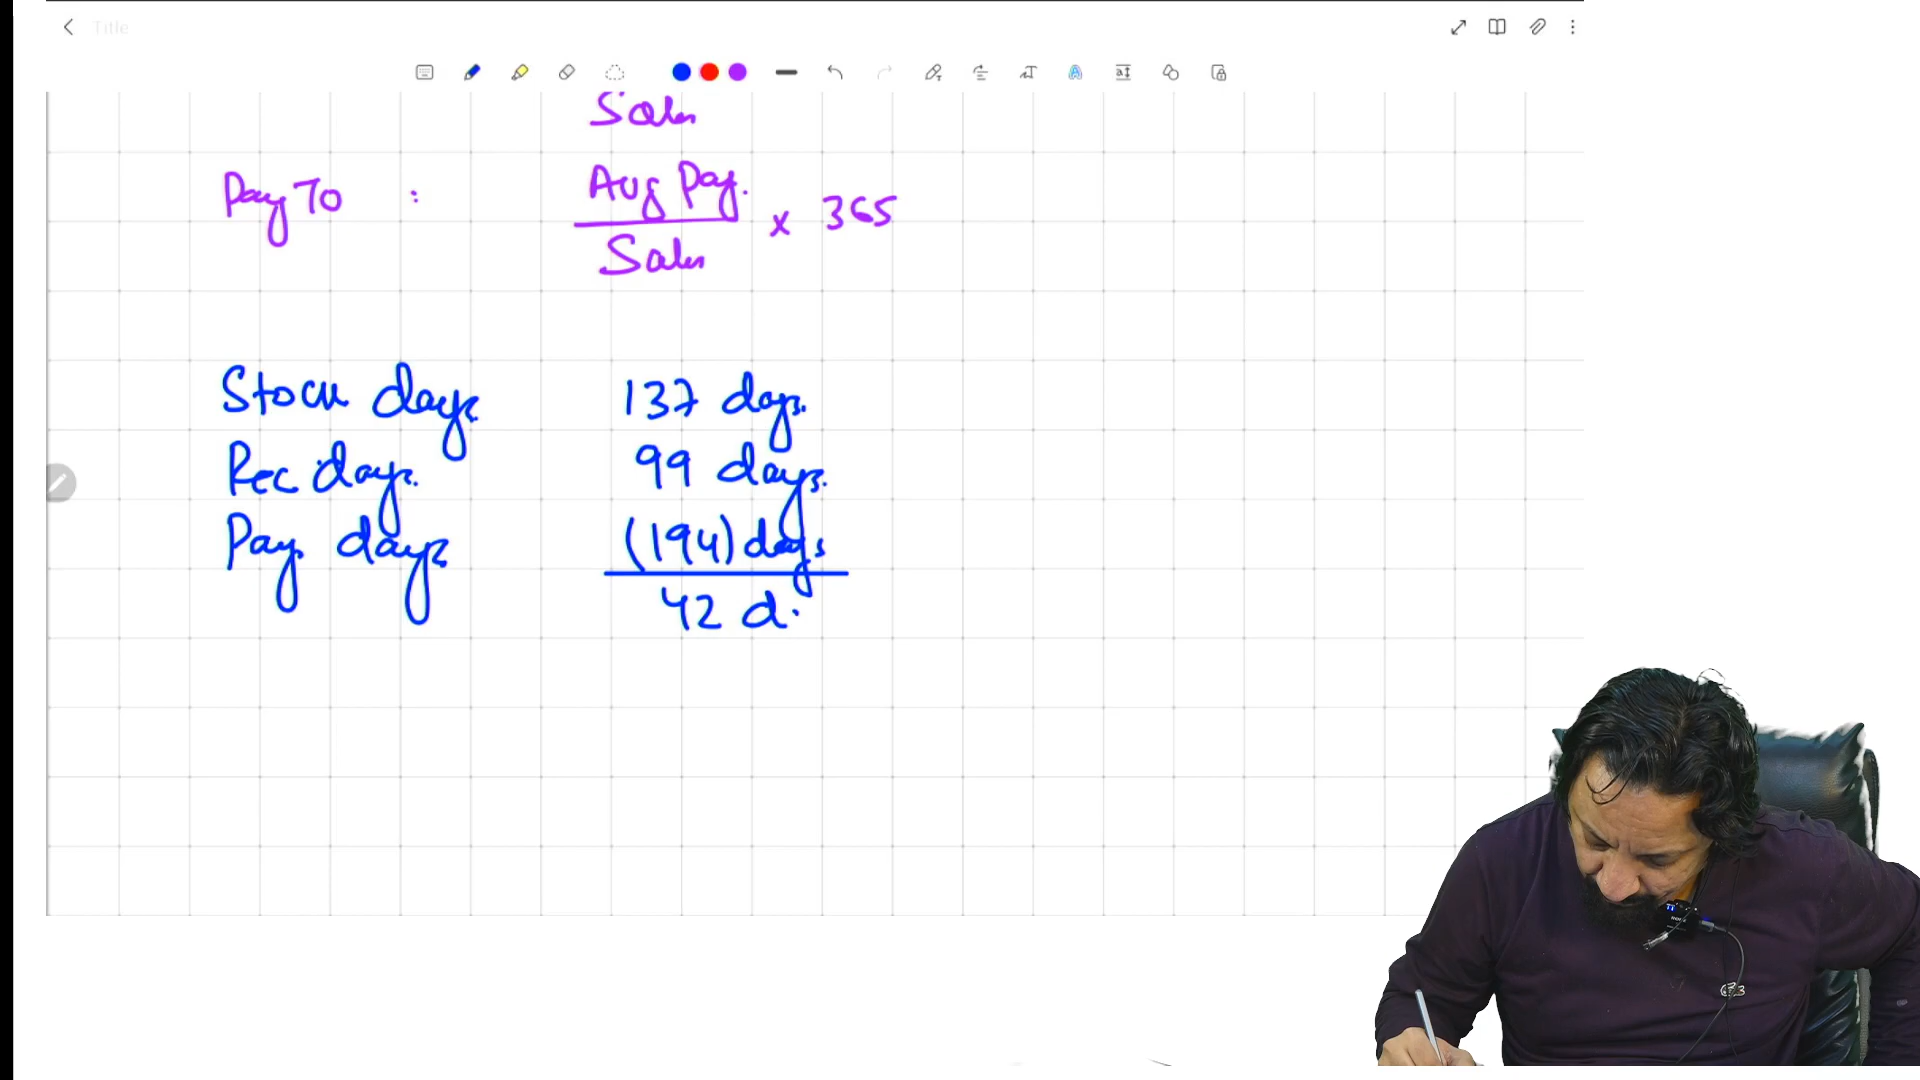 Title
Sales
Pay TO : Avg Pay. × 365
Sales
Stock days 137 days.
Rec days. 99 days.
Pay days (194) days
42 d.